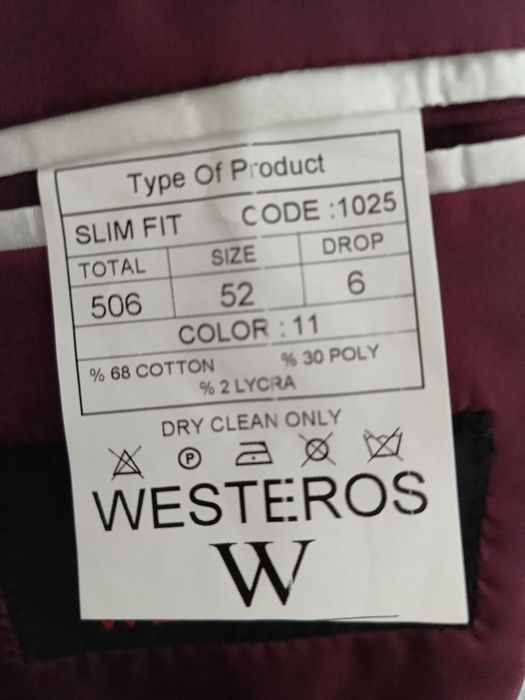 Type Of Product
SLIM FIT CODE :1025
TOTAL SIZE DROP
506 52 6
COLOR : 11
% 68 COTTON % 30 POLY
% 2 LYCRA
DRY CLEAN ONLY
P
WESTEROS
W